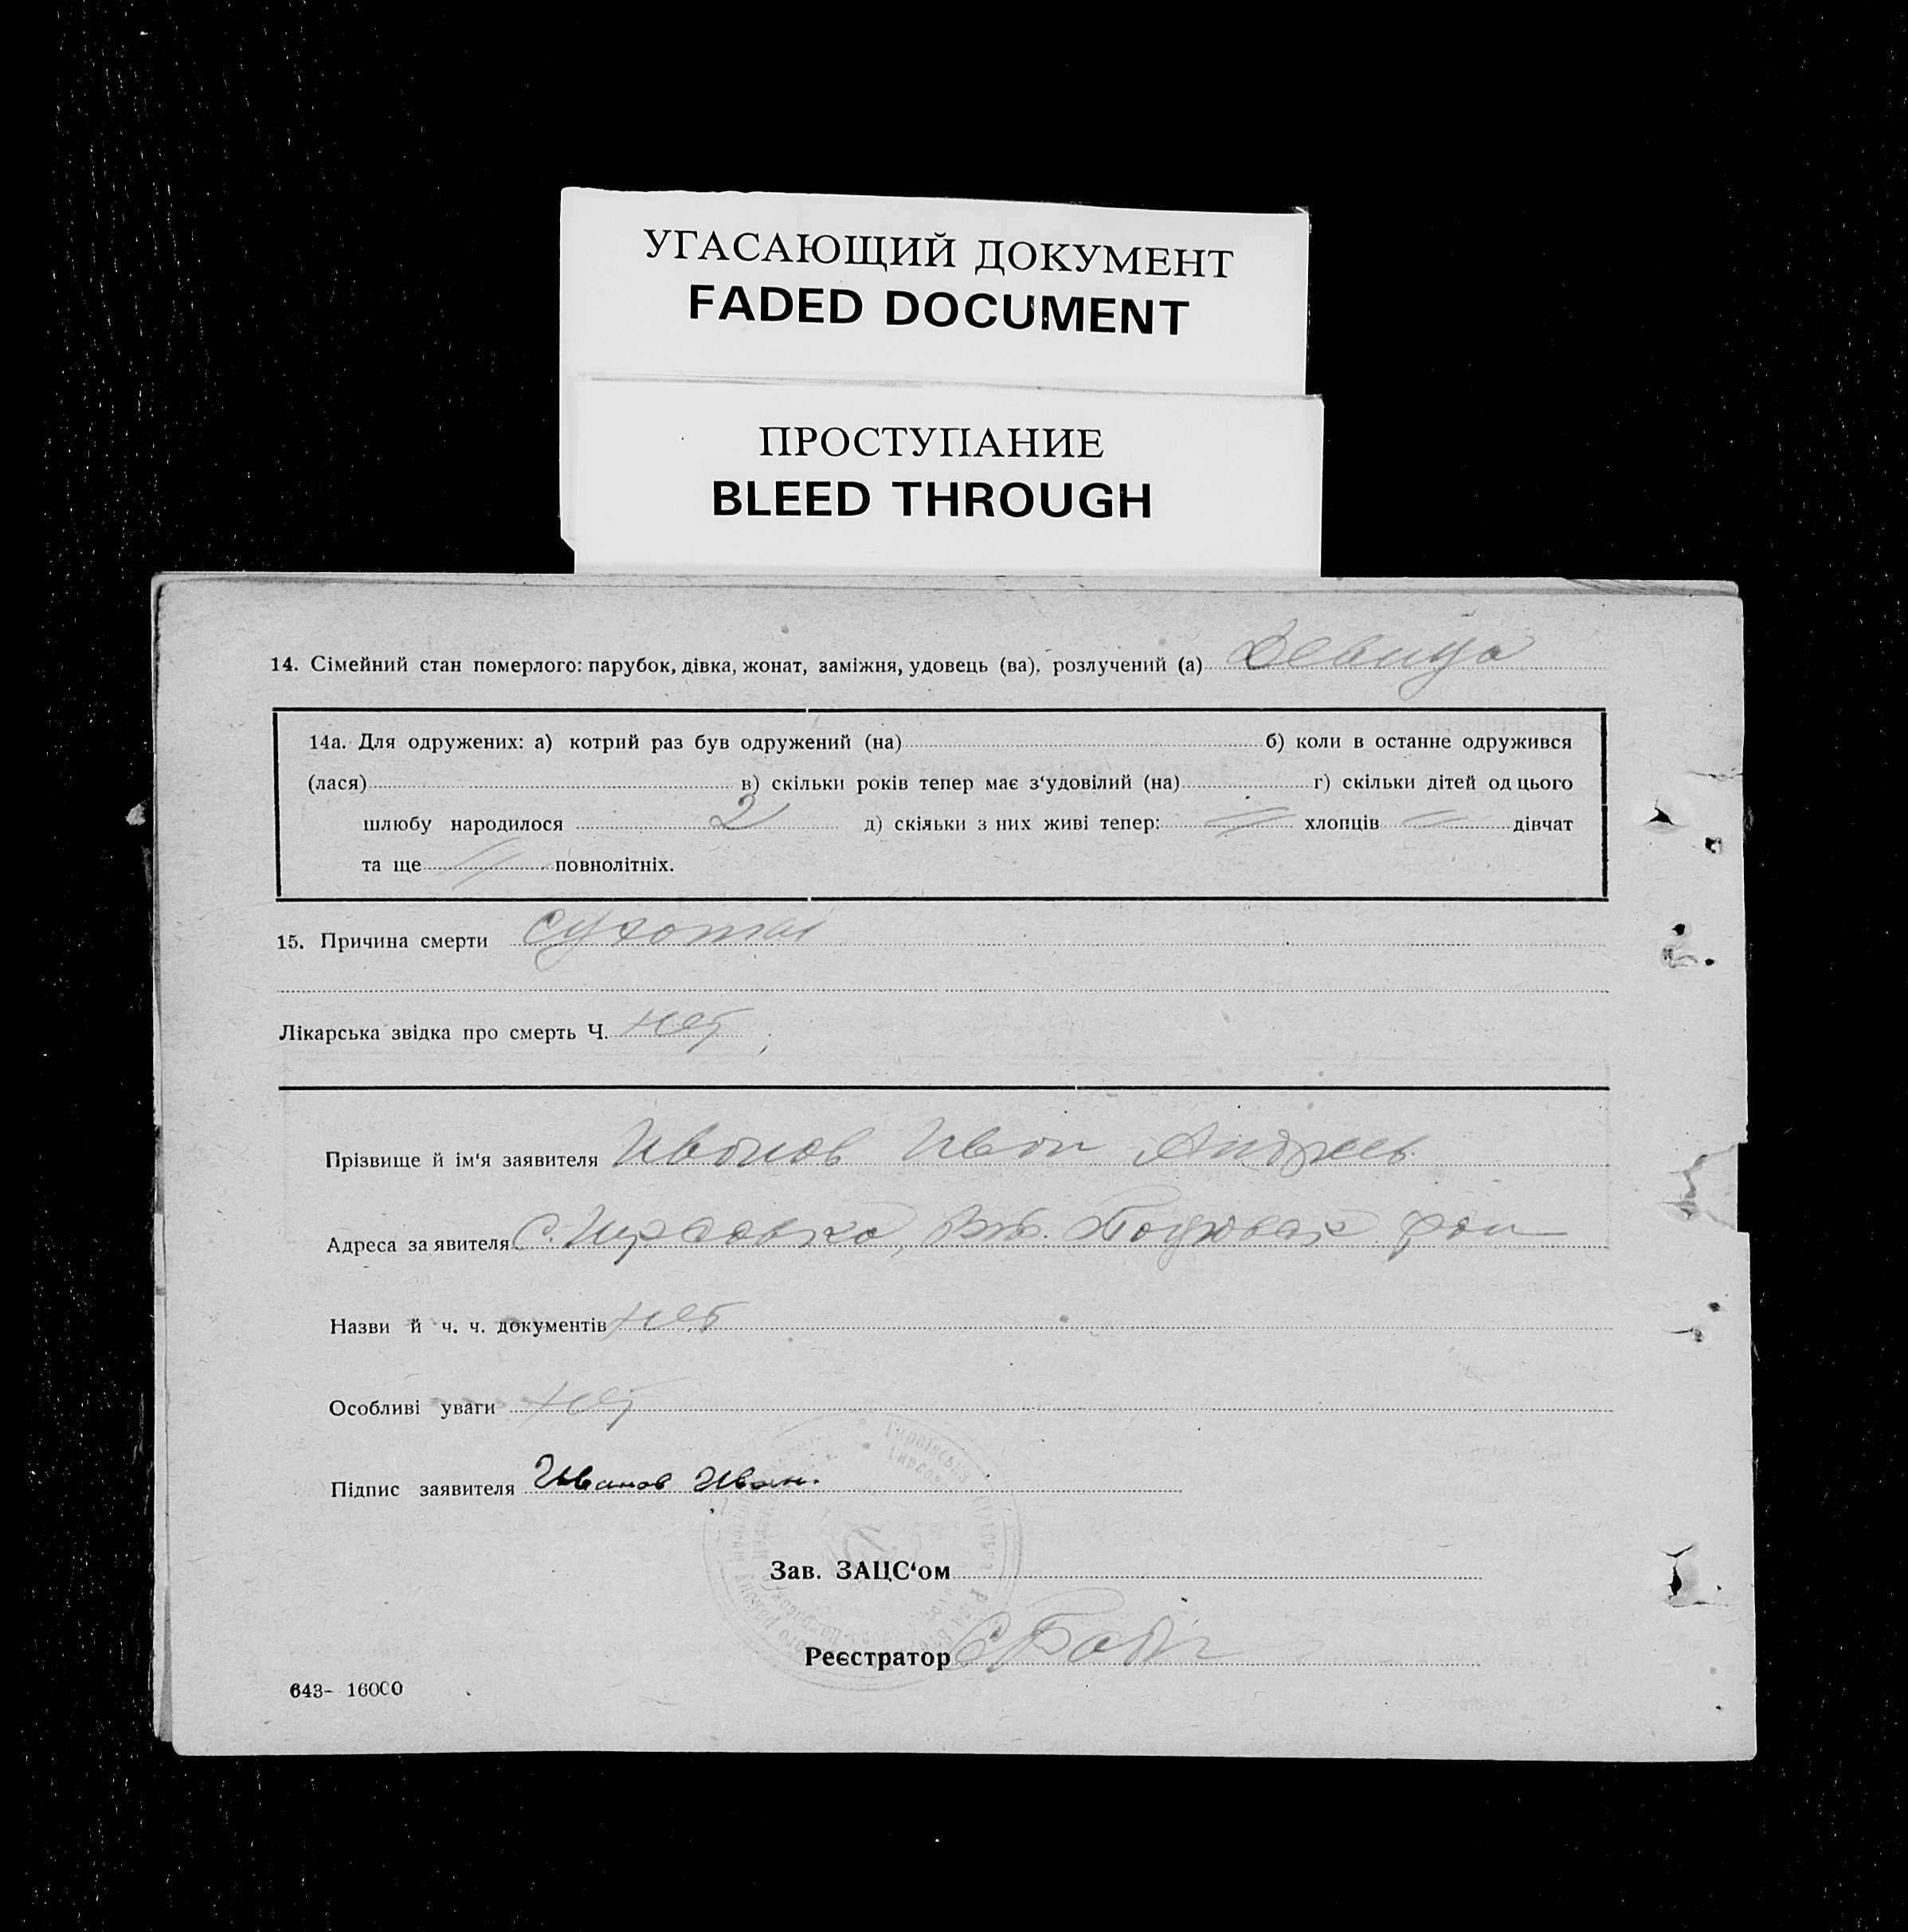 УГАСАЮЩИЙ ДОКУМЕНТ
FADED DOCUMENT
ПРОСТУПАНИЕ
BLEED THROUGH
14. Сімейний стан померлого: парубок, дівка, жонат, заміжня, удовець (ва), розлучений (а) Девица
14а. Для одружених: а) котрий раз був одружений (на) б) коли в останне одружився
(лася) в) скільки років тепер має з‘удовілий (на) г) скільки дітей од цього
шлюбу народилося 2 д) скільки з них живі тепер: // хлопців // дівчат
та ще // повнолітніх.
15. Причина смерти сухотая
Лікарська звідка про смерть Ч. нет
Прізвище й ім‘я заявителя Иванов Иван Андреев
Адреса заявителя с.
Назви й ч. ч. документів нет
Особливі уваги нет
Підпис заявителя Иванов Иван.
Зав. ЗАЦС‘ом
Реєстратор
643- 16000